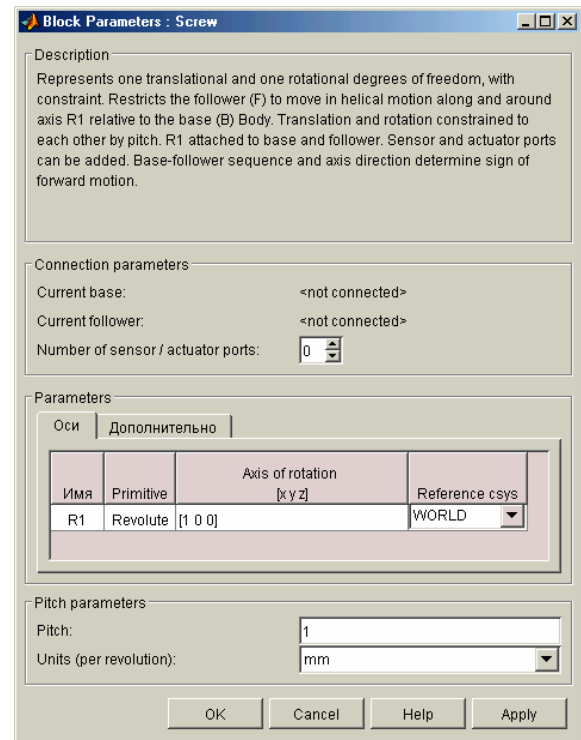 Block Parameters : Screw
Description
Represents one translational and one rotational degrees of freedom, with
constraint. Restricts the follower (F) to move in helical motion along and around
axis R1 relative to the base (B) Body. Translation and rotation constrained to
each other by pitch. R1 attached to base and follower. Sensor and actuator ports
can be added. Base-follower sequence and axis direction determine sign of
forward motion.
Connection parameters
Current base: <not connected>
Current follower: <not connected>
Number of sensor / actuator ports: 0
Parameters
Оси Дополнительно
Axis of rotation
Имя Primitive [x y z] Reference csys
R1 Revolute [1 0 0] WORLD
Pitch parameters
Pitch: 1
Units (per revolution): mm
OK Cancel Help Apply